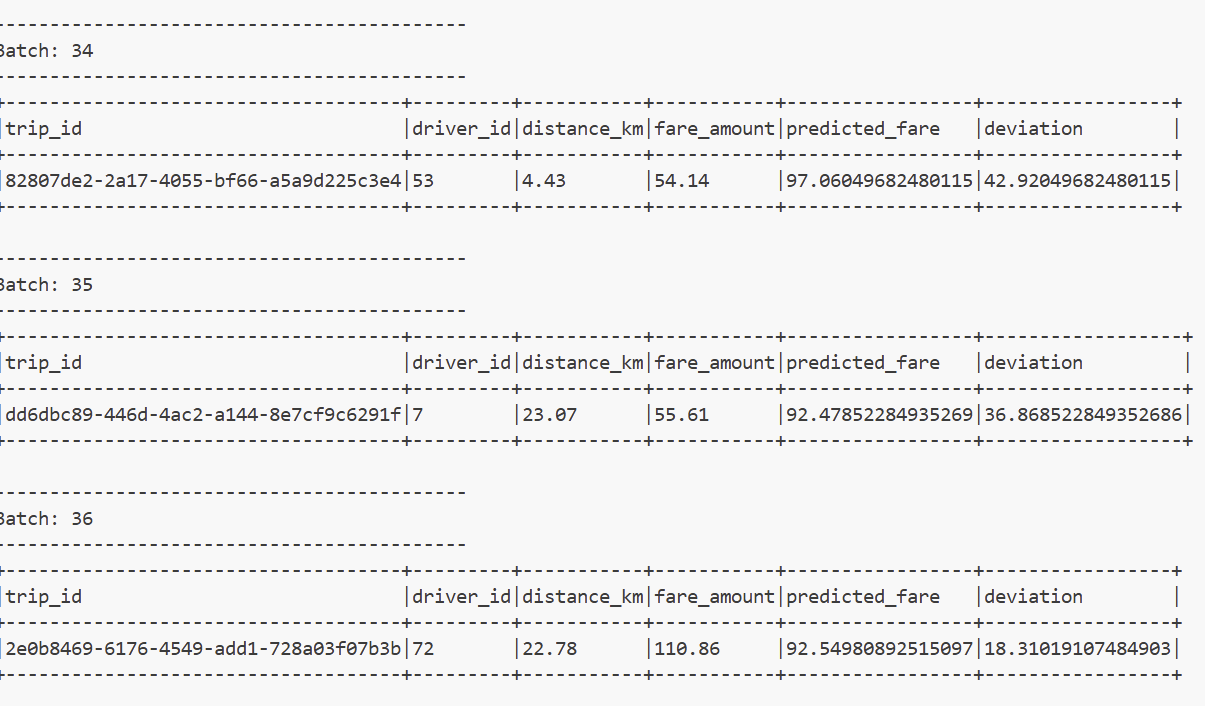 -------------------------------------------
Batch: 34
-------------------------------------------
+------------------------------------+---------+-----------+-----------+-----------------+-----------------+
|trip_id                             |driver_id|distance_km|fare_amount|predicted_fare   |deviation        |
+------------------------------------+---------+-----------+-----------+-----------------+-----------------+
|82807de2-2a17-4055-bf66-a5a9d225c3e4|53       |4.43       |54.14      |97.06049682480115|42.92049682480115|
+------------------------------------+---------+-----------+-----------+-----------------+-----------------+
-------------------------------------------
Batch: 35
-------------------------------------------
+------------------------------------+---------+-----------+-----------+-----------------+------------------+
|trip_id                             |driver_id|distance_km|fare_amount|predicted_fare   |deviation         |
+------------------------------------+---------+-----------+-----------+-----------------+------------------+
|dd6dbc89-446d-4ac2-a144-8e7cf9c6291f|7        |23.07      |55.61      |92.47852284935269|36.868522849352686|
+------------------------------------+---------+-----------+-----------+-----------------+------------------+
-------------------------------------------
Batch: 36
-------------------------------------------
+------------------------------------+---------+-----------+-----------+-----------------+-----------------+
|trip_id                             |driver_id|distance_km|fare_amount|predicted_fare   |deviation        |
+------------------------------------+---------+-----------+-----------+-----------------+-----------------+
|2e0b8469-6176-4549-add1-728a03f07b3b|72       |22.78      |110.86     |92.54980892515097|18.31019107484903|
+------------------------------------+---------+-----------+-----------+-----------------+-----------------+